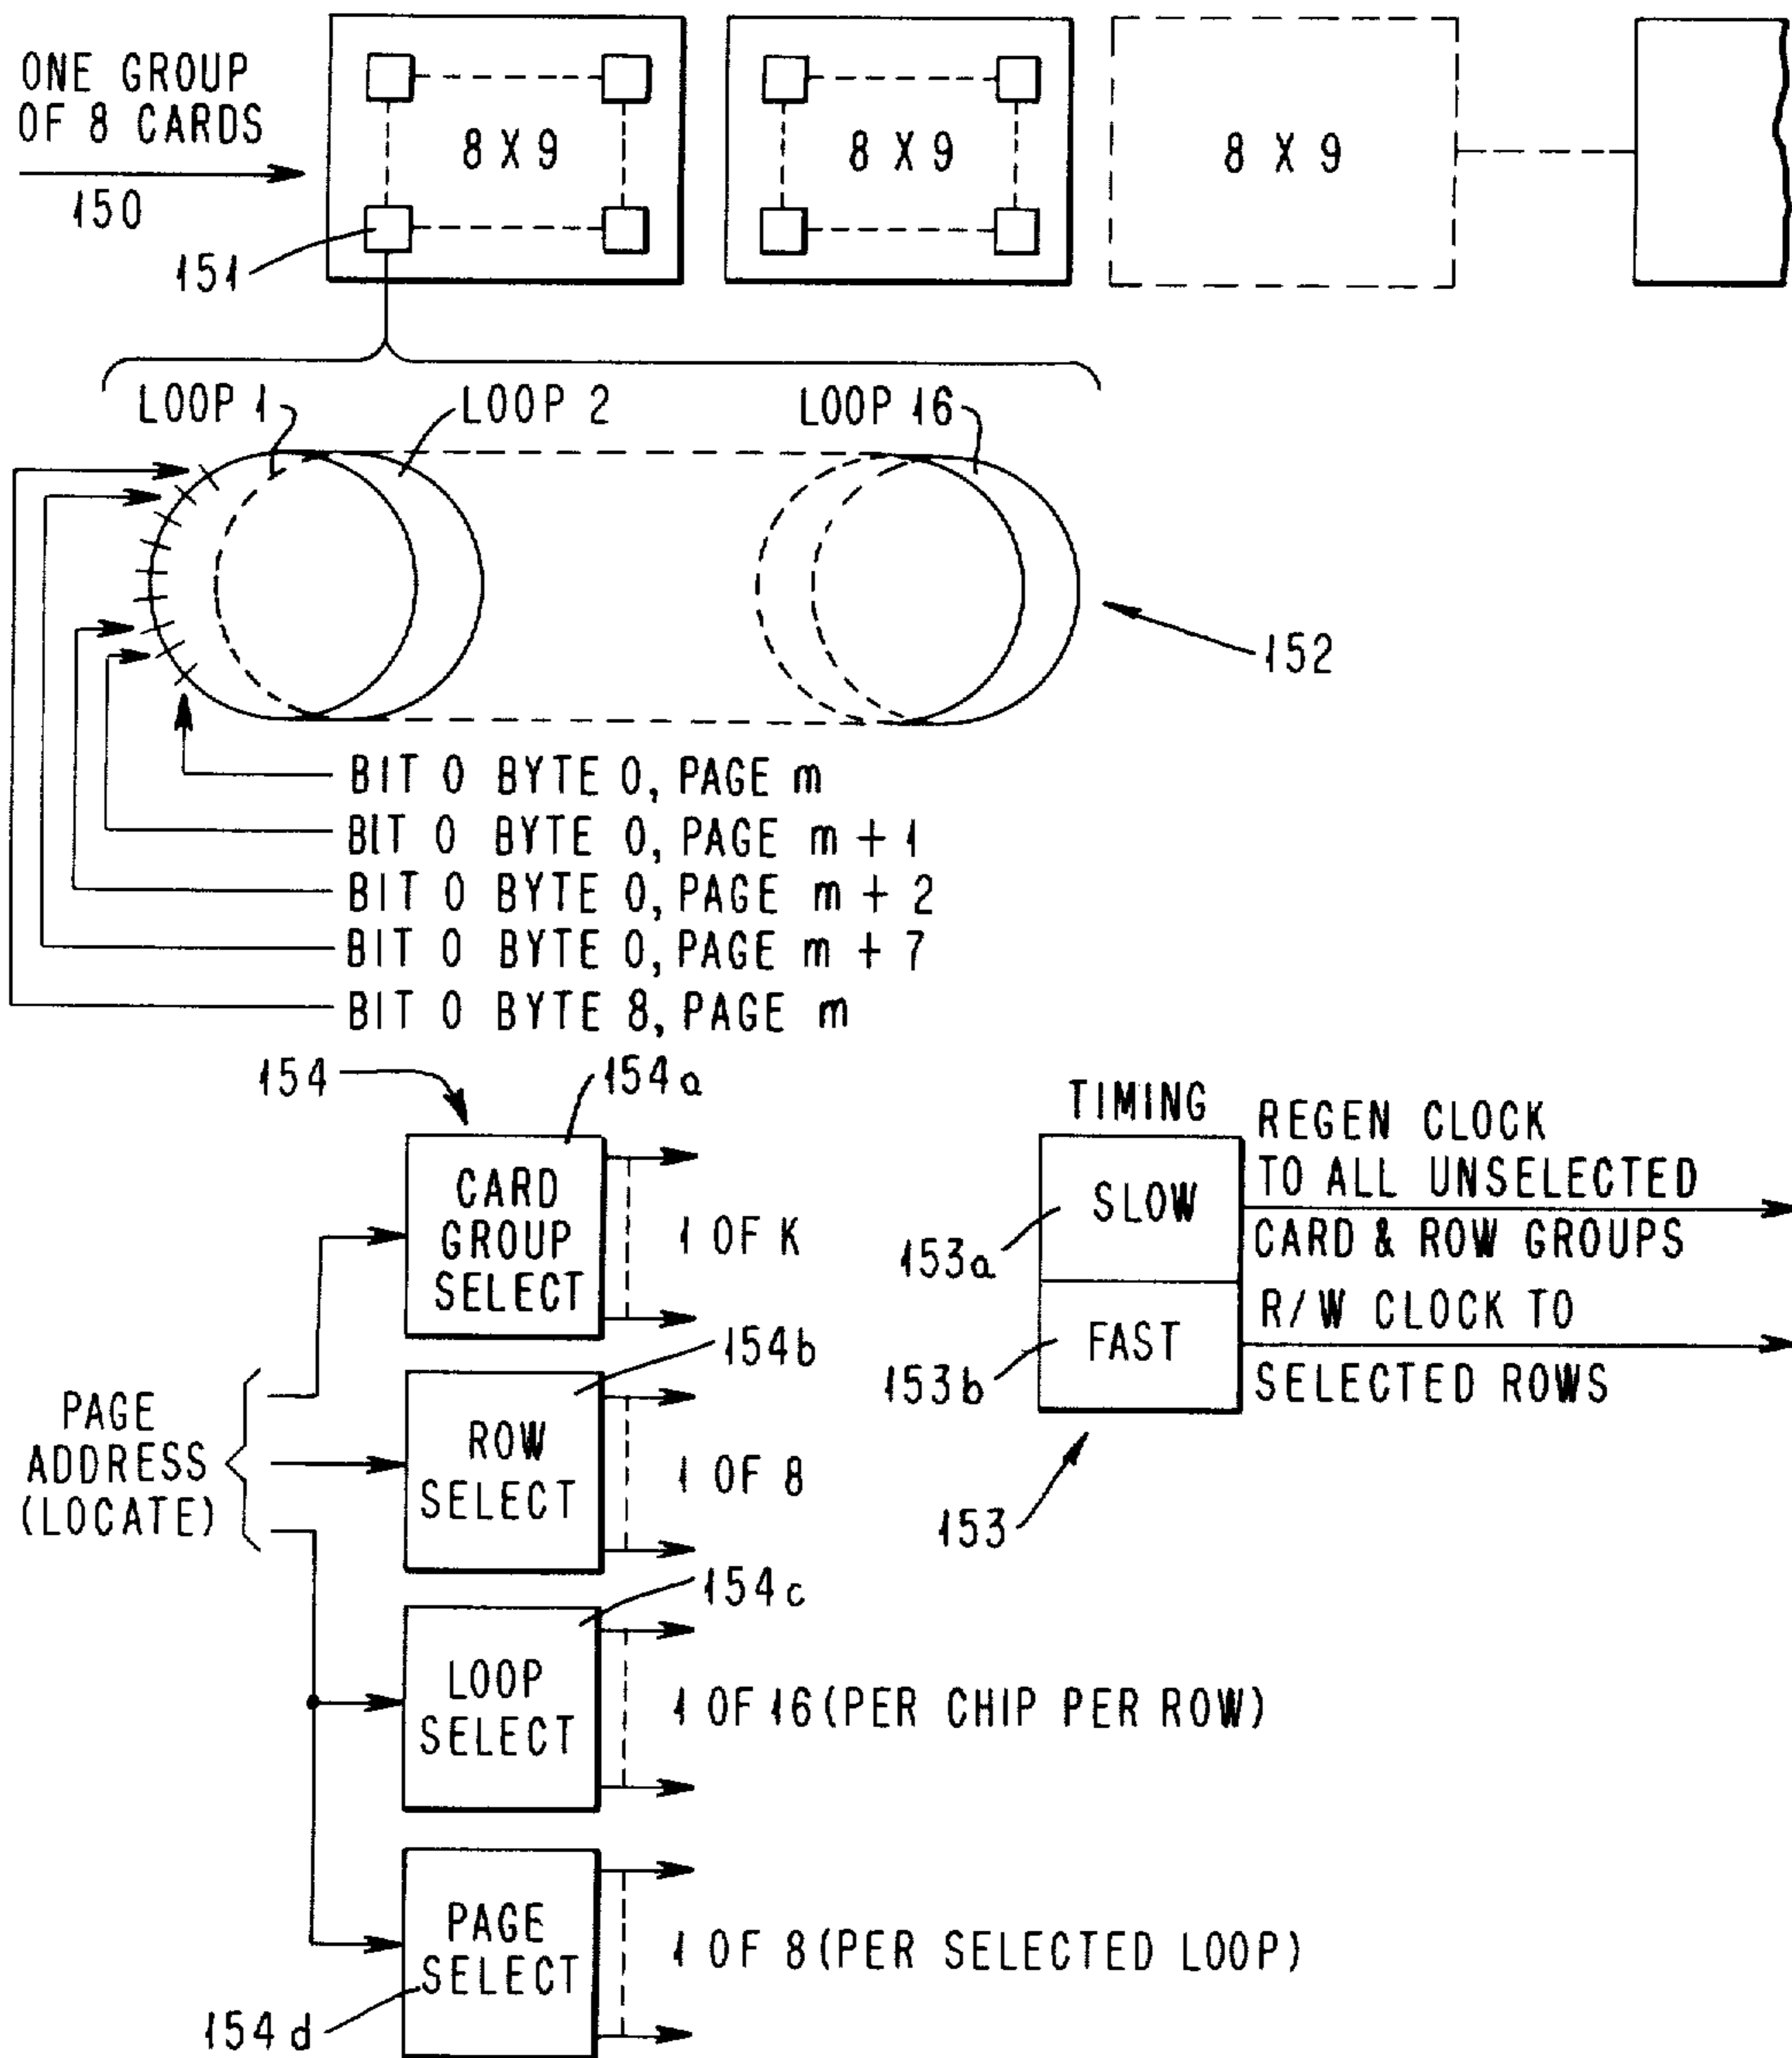 ONE GROUP
OF 8 CARDS
150
8 X 9
8 X 9
8 X 9
151
LOOP 1
LOOP 2
LOOP 16
152
BIT 0 BYTE 0, PAGE m
BIT 0 BYTE 0, PAGE m + 1
BIT 0 BYTE 0, PAGE m + 2
BIT 0 BYTE 0, PAGE m + 7
BIT 0 BYTE 8, PAGE m
154
154a
CARD
GROUP
SELECT
1 OF K
154b
PAGE
ADDRESS
(LOCATE)
ROW
SELECT
1 OF 8
154c
LOOP
SELECT
1 OF 16 (PER CHIP PER ROW)
PAGE
SELECT
1 OF 8 (PER SELECTED LOOP)
154d
TIMING
SLOW
153a
REGEN CLOCK
TO ALL UNSELECTED
CARD & ROW GROUPS
FAST
153b
R/W CLOCK TO
SELECTED ROWS
153